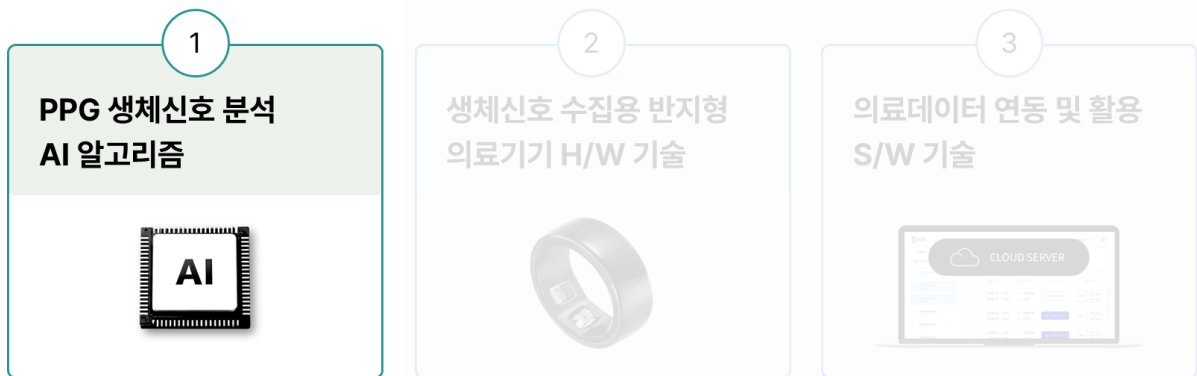 1
PPG 생체신호 분석
AI 알고리즘
AI
2
생체신호 수집용 반지형
의료기기 H/W 기술
3
의료데이터 연동 및 활용
S/W 기술
CLOUD SERVER